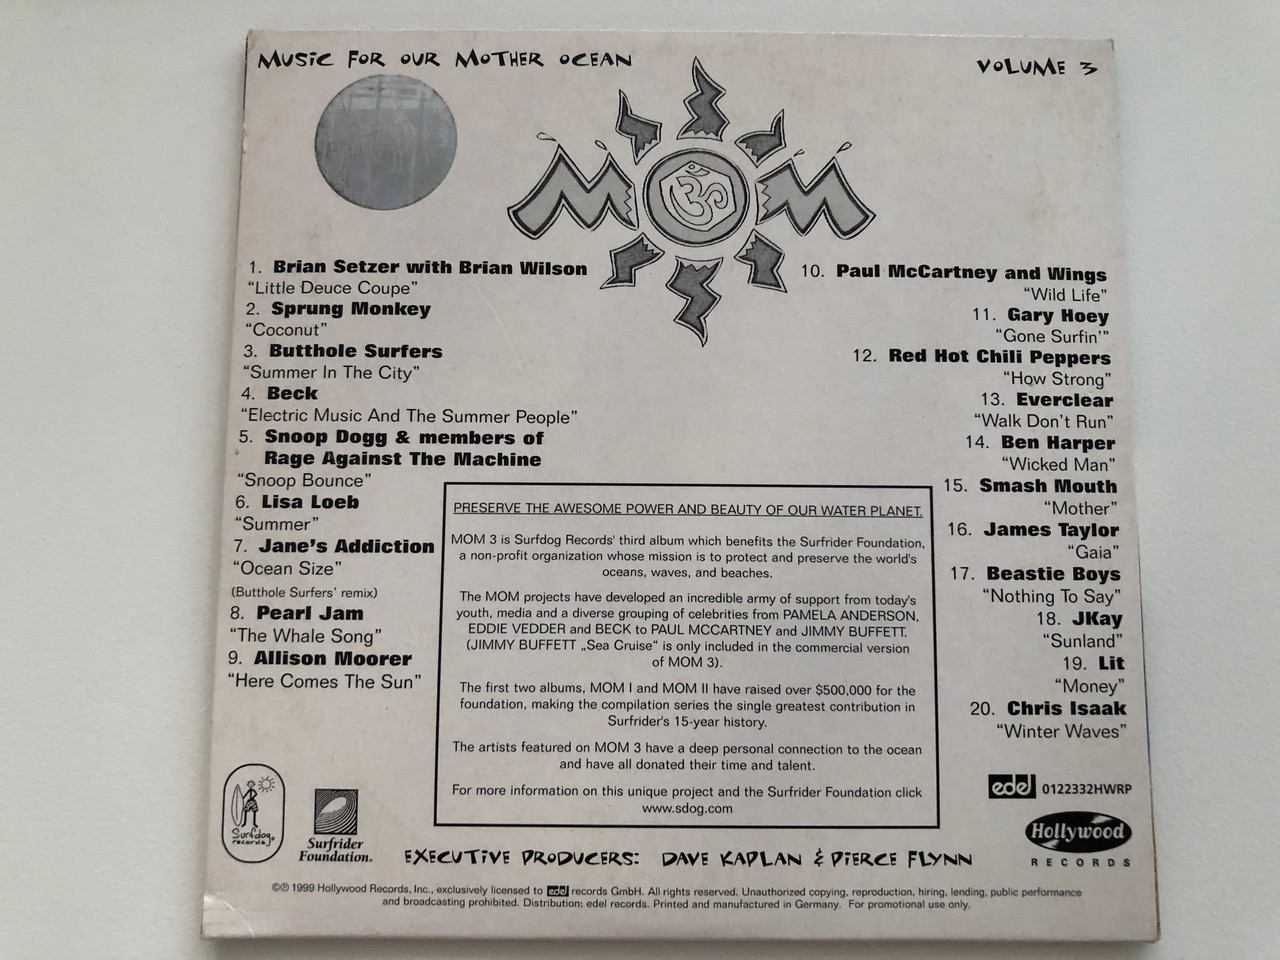 MUSIC FOR OUR MOTHER OCEAN
VOLUME 3
MOM
1. Brian Setzer with Brian Wilson
"Little Deuce Coupe"
2. Sprung Monkey
"Coconut"
3. Butthole Surfers
"Summer In The City"
4. Beck
"Electric Music And The Summer People"
5. Snoop Dogg & members of
Rage Against The Machine
"Snoop Bounce"
6. Lisa Loeb
"Summer"
7. Jane's Addiction
"Ocean Size"
(Butthole Surfers' remix)
8. Pearl Jam
"The Whale Song"
9. Allison Moorer
"Here Comes The Sun"
10. Paul McCartney and Wings
"Wild Life"
11. Gary Hoey
"Gone Surfin'"
12. Red Hot Chili Peppers
"How Strong"
13. Everclear
"Walk Don't Run"
14. Ben Harper
"Wicked Man"
15. Smash Mouth
"Mother"
16. James Taylor
"Gaia"
17. Beastie Boys
"Nothing To Say"
18. JKay
"Sunland"
19. Lit
"Money"
20. Chris Isaak
"Winter Waves"
PRESERVE THE AWESOME POWER AND BEAUTY OF OUR WATER PLANET.
MOM 3 is Surfdog Records' third album which benefits the Surfrider Foundation,
a non-profit organization whose mission is to protect and preserve the world's
oceans, waves, and beaches.
The MOM projects have developed an incredible army of support from today's
youth, media and a diverse grouping of celebrities from PAMELA ANDERSON,
EDDIE VEDDER and BECK to PAUL MCCARTNEY and JIMMY BUFFETT.
(JIMMY BUFFETT „Sea Cruise" is only included in the commercial version
of MOM 3).
The first two albums, MOM I and MOM II have raised over $500,000 for the
foundation, making the compilation series the single greatest contribution in
Surfrider's 15-year history.
The artists featured on MOM 3 have a deep personal connection to the ocean
and have all donated their time and talent.
For more information on this unique project and the Surfrider Foundation click
www.sdog.com
Surfdog
records
Surfrider
Foundation.
EXECUTIVE PRODUCERS: DAVE KAPLAN & PIERCE FLYNN
edel 0122332HWRP
Hollywood
RECORDS
©℗ 1999 Hollywood Records, Inc., exclusively licensed to edel records GmbH. All rights reserved. Unauthorized copying, reproduction, hiring, lending, public performance
and broadcasting prohibited. Distribution: edel records. Printed and manufactured in Germany. For promotional use only.